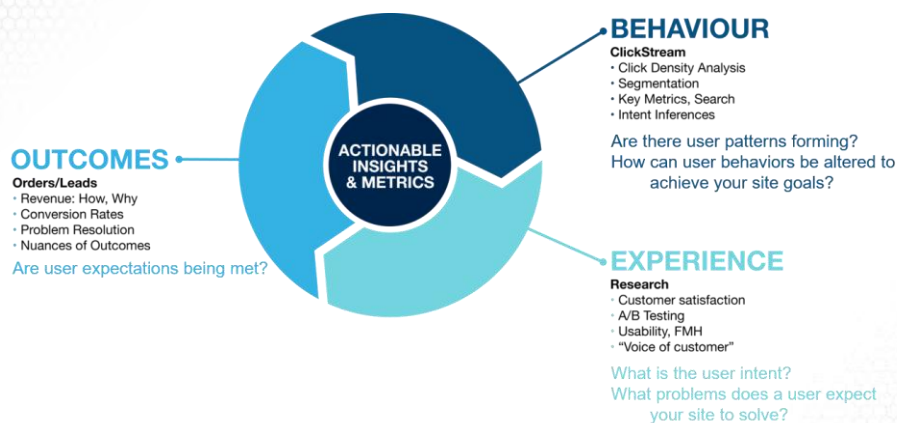 BEHAVIOUR
ClickStream
• Click Density Analysis
• Segmentation
• Key Metrics, Search
• Intent Inferences
Are there user patterns forming?
How can user behaviors be altered to
achieve your site goals?
ACTIONABLE
INSIGHTS
& METRICS
OUTCOMES
Orders/Leads
• Revenue: How, Why
• Conversion Rates
• Problem Resolution
• Nuances of Outcomes
Are user expectations being met?
EXPERIENCE
Research
• Customer satisfaction
• A/B Testing
• Usability, FMH
• “Voice of customer”
What is the user intent?
What problems does a user expect
your site to solve?